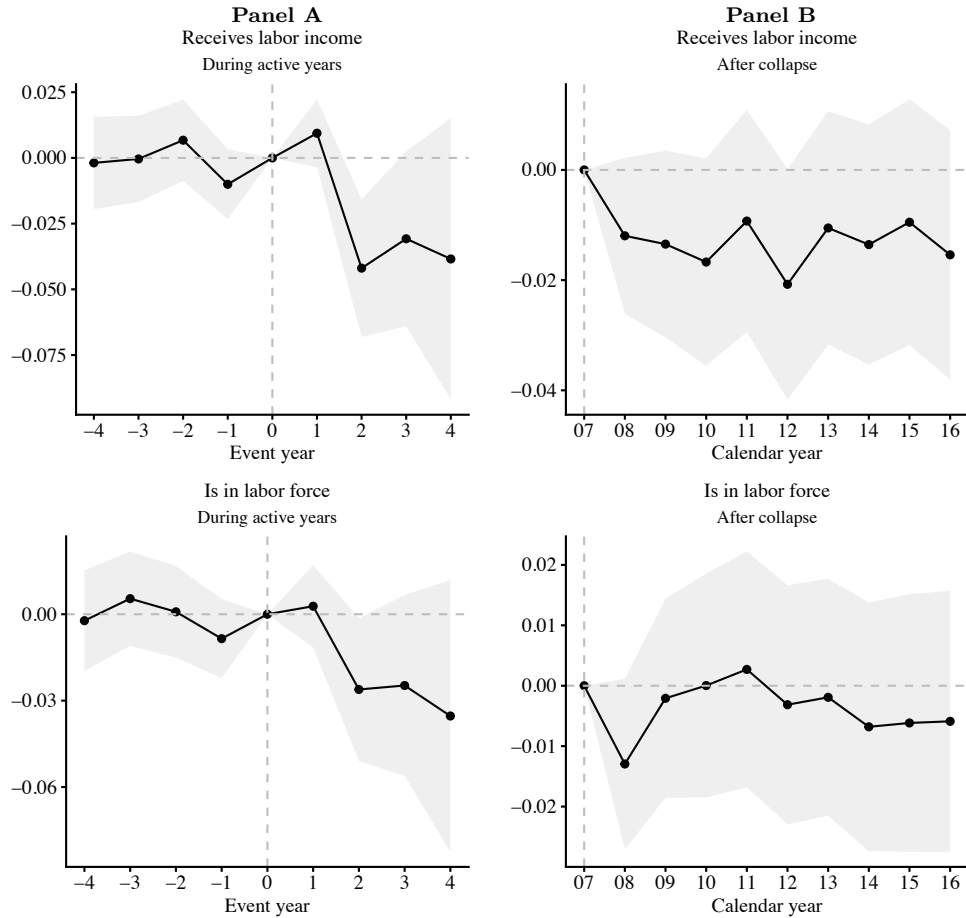 Panel A
Receives labor income
During active years
0.025
0.000
−0.025
−0.050
−0.075
−4 −3 −2 −1 0 1 2 3 4
Event year
Panel B
Receives labor income
After collapse
0.00
−0.02
−0.04
07 08 09 10 11 12 13 14 15 16
Calendar year
Is in labor force
During active years
0.00
−0.03
−0.06
−4 −3 −2 −1 0 1 2 3 4
Event year
Is in labor force
After collapse
0.02
0.01
0.00
−0.01
−0.02
07 08 09 10 11 12 13 14 15 16
Calendar year